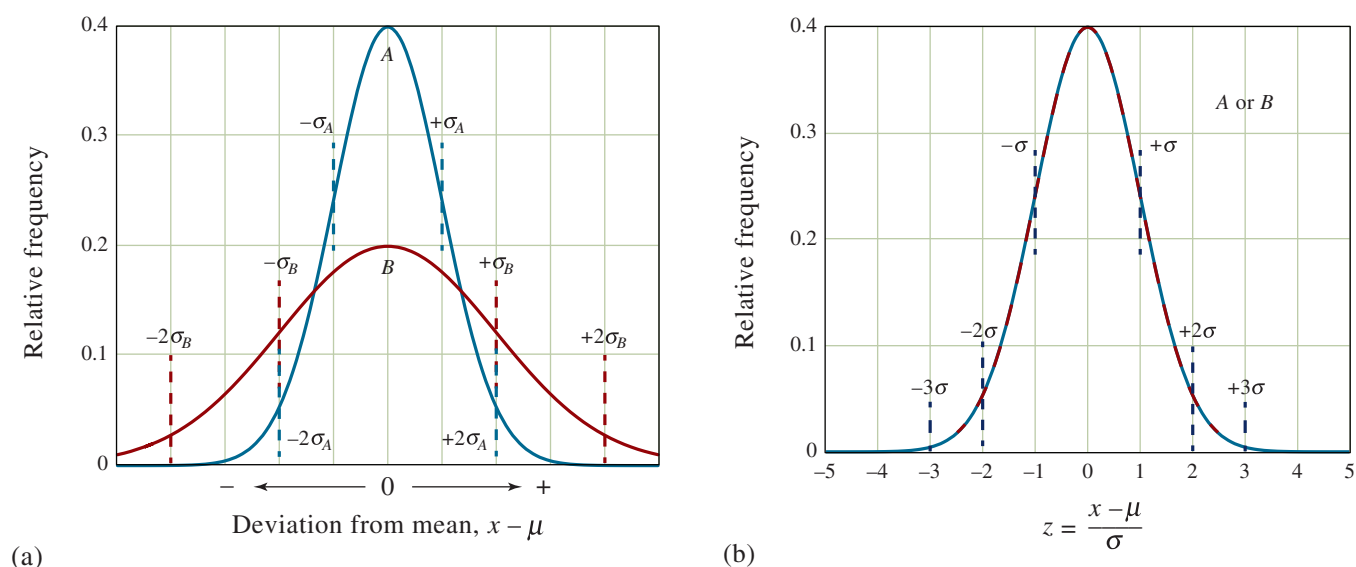 0.4
A
0.3
−σA
+σA
Relative frequency
0.2
−σB
B
+σB
−2σB
+2σB
0.1
−2σA
+2σA
0
− 0 +
Deviation from mean, x − μ
(a)
0.4
A or B
0.3
−σ
+σ
Relative frequency
0.2
−2σ
+2σ
0.1
−3σ
+3σ
0
−5 −4 −3 −2 −1 0 1 2 3 4 5
z = x − μ
σ
(b)